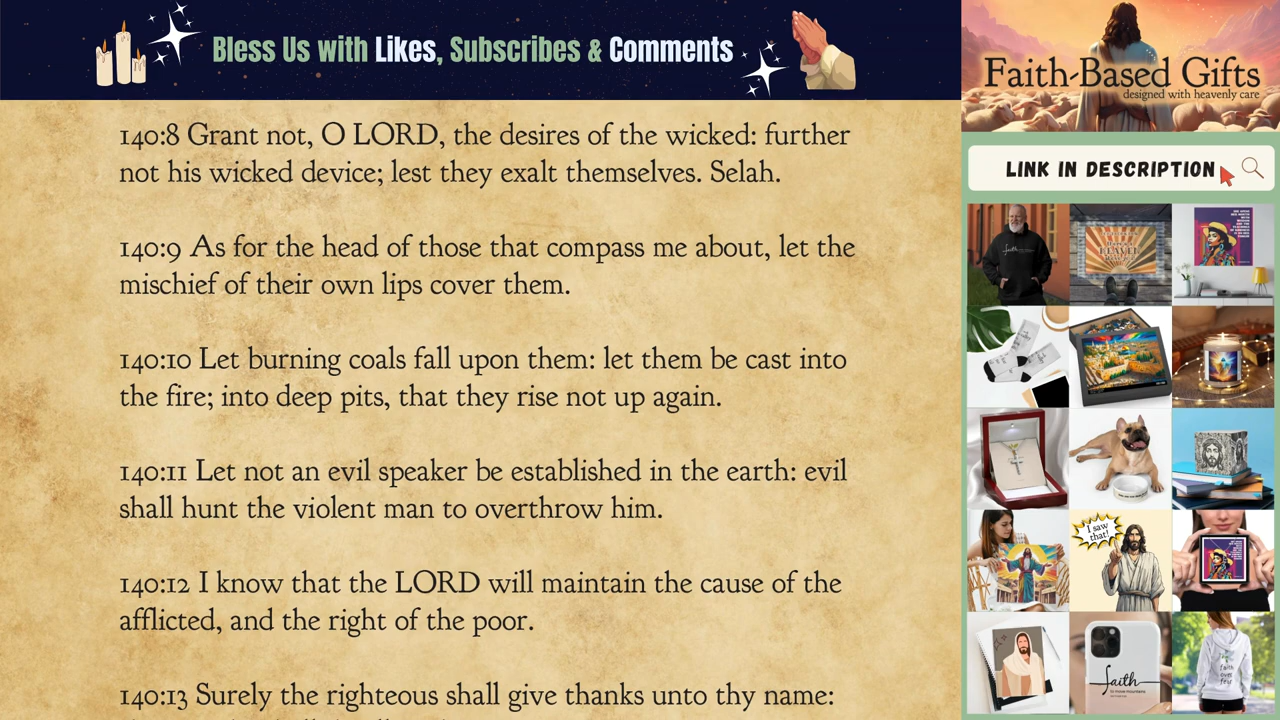 Bless Us with Likes, Subscribes & Comments
140:8 Grant not, O LORD, the desires of the wicked: further
not his wicked device; lest they exalt themselves. Selah.
140:9 As for the head of those that compass me about, let the
mischief of their own lips cover them.
140:10 Let burning coals fall upon them: let them be cast into
the fire; into deep pits, that they rise not up again.
140:11 Let not an evil speaker be established in the earth: evil
shall hunt the violent man to overthrow him.
140:12 I know that the LORD will maintain the cause of the
afflicted, and the right of the poor.
140:13 Surely the righteous shall give thanks unto thy name:
Faith-Based Gifts
designed with heavenly care
LINK IN DESCRIPTION
faith
I saw
that!
faith
faith
over
fear